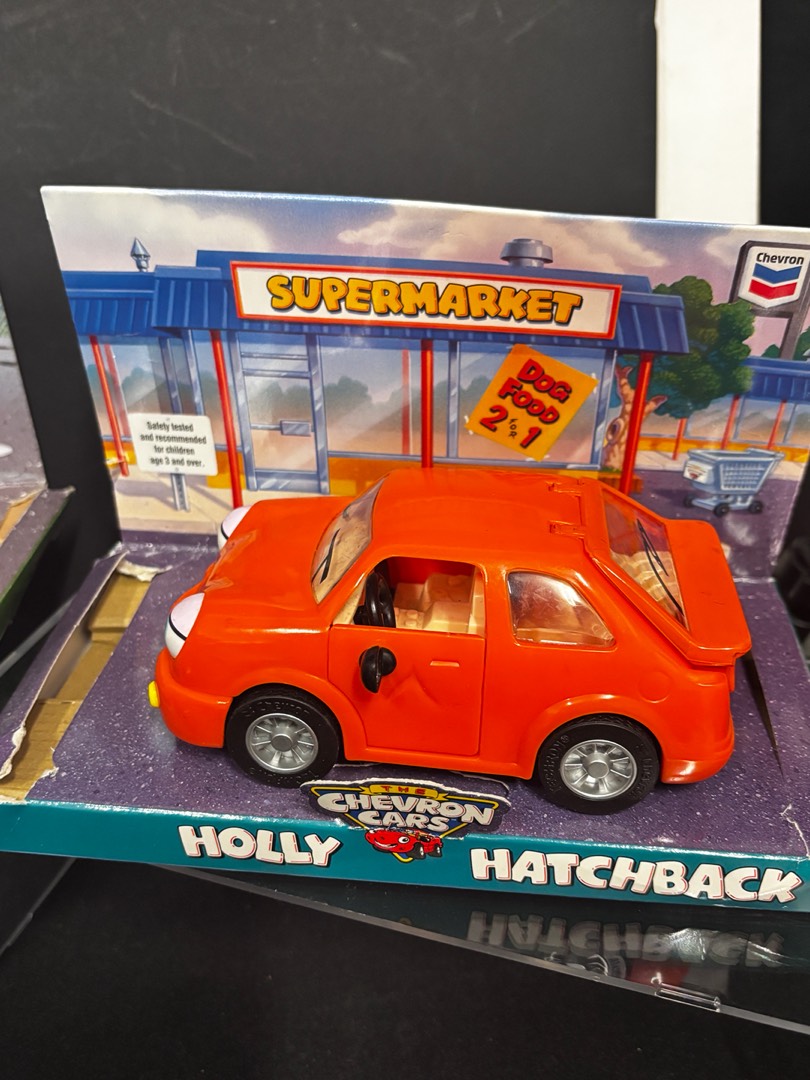 Chevron
SUPERMARKET
DOG
FOOD
2 FOR 1
Safety tested
and recommended
for children
age 3 and over.
THE
CHEVRON
CARS
HOLLY HATCHBACK
HATCHBACK